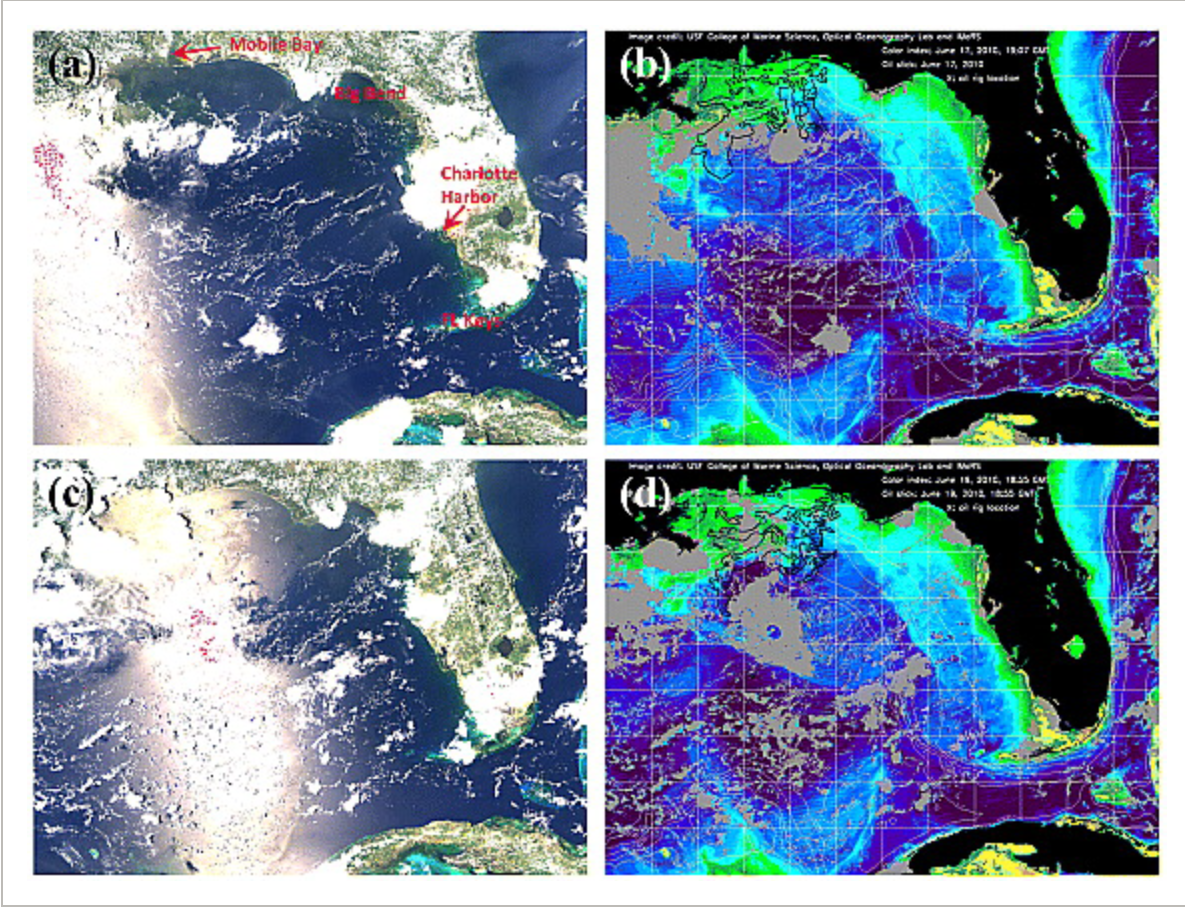 (a)
Mobile Bay
Big Bend
Charlotte
Harbor
FL Keys
(b)
Image credit: USF College of Marine Science, Optical Oceanography Lab and IMaRS
Color index: June 17, 2010, 19:07 GMT
Oil slick: June 17, 2010
X: oil rig location
(c)
(d)
Image credit: USF College of Marine Science, Optical Oceanography Lab and IMaRS
Color index: June 18:55 GMT
Oil slick: June 2010, 18:55 GMT
X: oil rig location